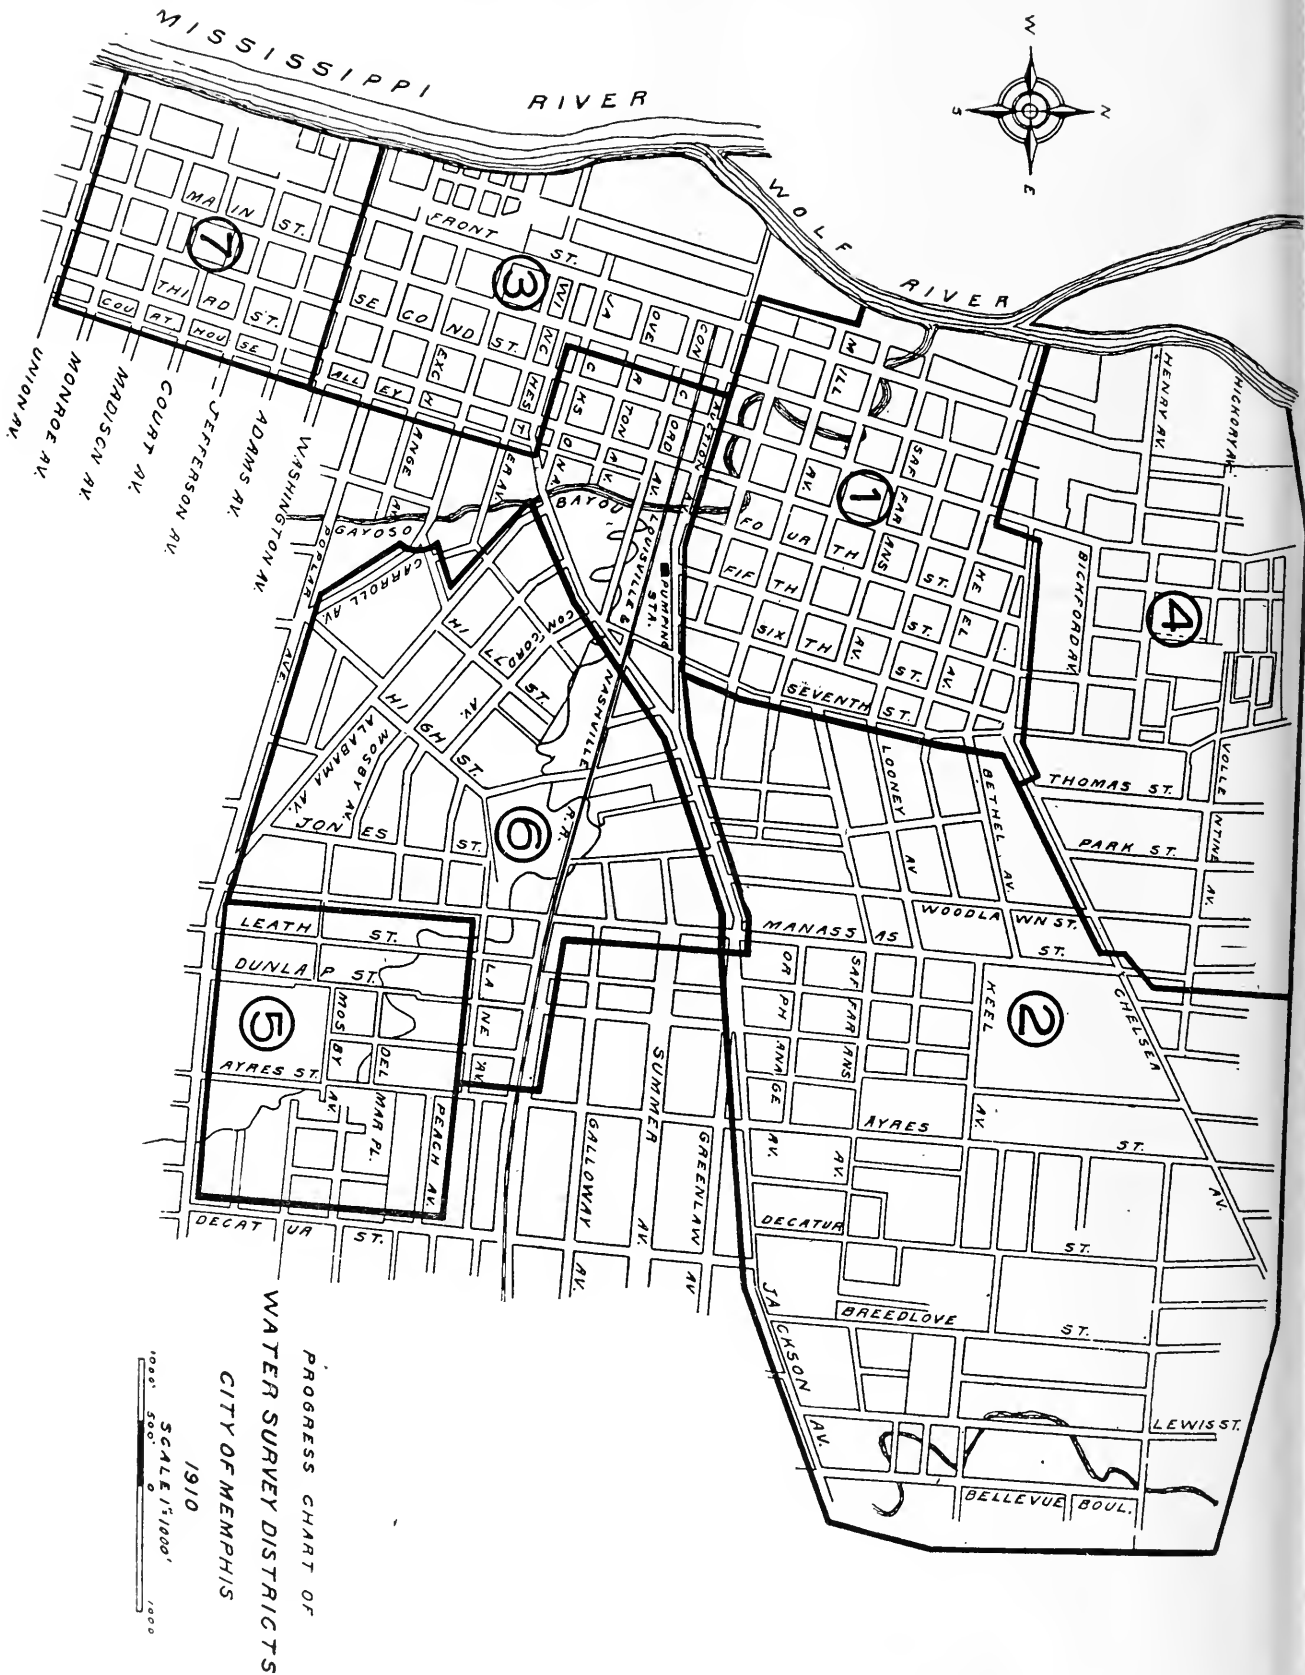 MISSISSIPPI RIVER
WOLF RIVER
N
S
E
W
1
2
3
4
5
6
7
MAIN ST.
FRONT ST.
SECOND ST.
THIRD ST.
COURT HOUSE
ALLEY
UNION AV.
MONROE AV.
MADISON AV.
COURT AV.
JEFFERSON AV.
ADAMS AV.
WASHINGTON AV.
POPLAR AVE.
EXCHANGE AV.
WINCHESTER AV.
JACKSON AV.
OVERTON AV.
CONCORD AV.
AUCTION AV.
GAYOSO BAYOU
LOUISVILLE & NASHVILLE R.R.
PUMPING STA.
MILL AV.
SAFFARANS AV.
KEEL AV.
FOURTH ST.
FIFTH ST.
SIXTH ST.
SEVENTH ST.
HENRY AV.
HICKORY AV.
BICKFORD AV.
VOLLENTINE AV.
THOMAS ST.
PARK ST.
LOONEY AV
BETHEL AV.
WOODLAWN ST.
MANASSAS ST.
CHELSEA AV.
KEEL AV.
SAFFARANS AV.
ORPHANAGE AV.
AYRES ST.
DECATUR ST.
BREEDLOVE ST.
JACKSON AV.
LEWIS ST.
BELLEVUE BOUL.
CARROLL AV.
HILL ST.
CONCORD AV.
HIGH ST.
MOSBY AV.
ALABAMA AV.
JONES ST.
LEATH ST.
DUNLAP ST.
LANE AV.
MOSBY AV.
DELMAR PL.
AYRES ST.
PEACH AV.
DECATUR ST.
SUMMER AV.
GREENLAW AV
GALLOWAY AV.
PROGRESS CHART OF
WATER SURVEY DISTRICTS
CITY OF MEMPHIS
1910
SCALE 1"=1000'
1000' 500' 0 1000